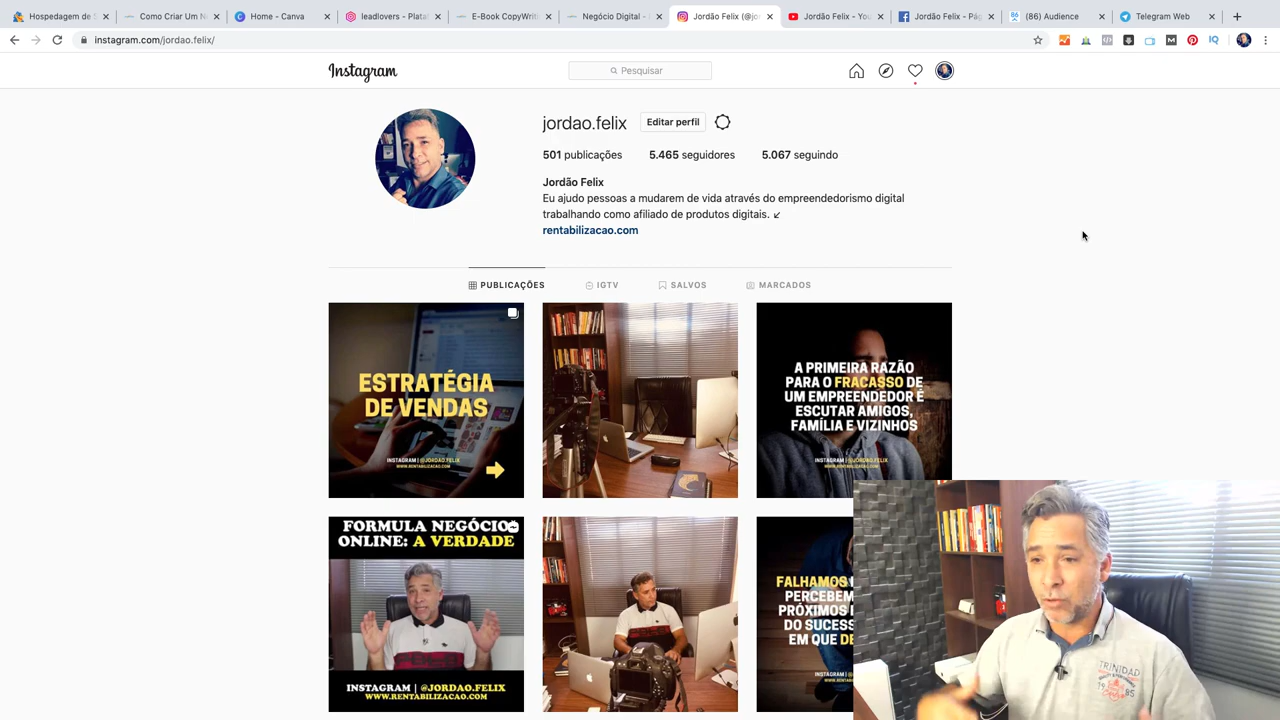 Hospedagem de S
Como Criar Um N
Home - Canva
leadlovers - Plata
E-Book CopyWrit
Negócio Digital -
Jordão Felix (@jo
Jordão Felix - You
Jordão Felix - Pág
(86) Audience
Telegram Web
instagram.com/jordao.felix/
Instagram
Pesquisar
jordao.felix
Editar perfil
501 publicações
5.465 seguidores
5.067 seguindo
Jordão Felix
Eu ajudo pessoas a mudarem de vida através do empreendedorismo digital
trabalhando como afiliado de produtos digitais. ↙
rentabilizacao.com
PUBLICAÇÕES
IGTV
SALVOS
MARCADOS
ESTRATÉGIA
DE VENDAS
INSTAGRAM | @JORDAO.FELIX
WWW.RENTABILIZACAO.COM
A PRIMEIRA RAZÃO
PARA O FRACASSO DE
UM EMPREENDEDOR É
ESCUTAR AMIGOS,
FAMÍLIA E VIZINHOS
INSTAGRAM | @JORDAO.FELIX
WWW.RENTABILIZACAO.COM
FORMULA NEGÓCIO
ONLINE: A VERDADE
INSTAGRAM | @JORDAO.FELIX
WWW.RENTABILIZACAO.COM
FALHAMOS
PERCEBEM
PRÓXIMOS
DO SUCESS
EM QUE DE
TRINIDAD
85